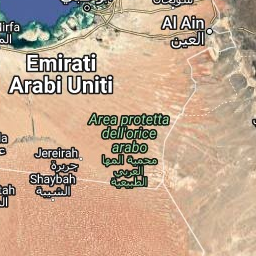 Al Ain
العين
Emirati
Arabi Uniti
Area protetta
dell'orice
arabo
محمية المها
العربي
الطبيعية
Jereirah
جريرة
Shaybah
الشيبة